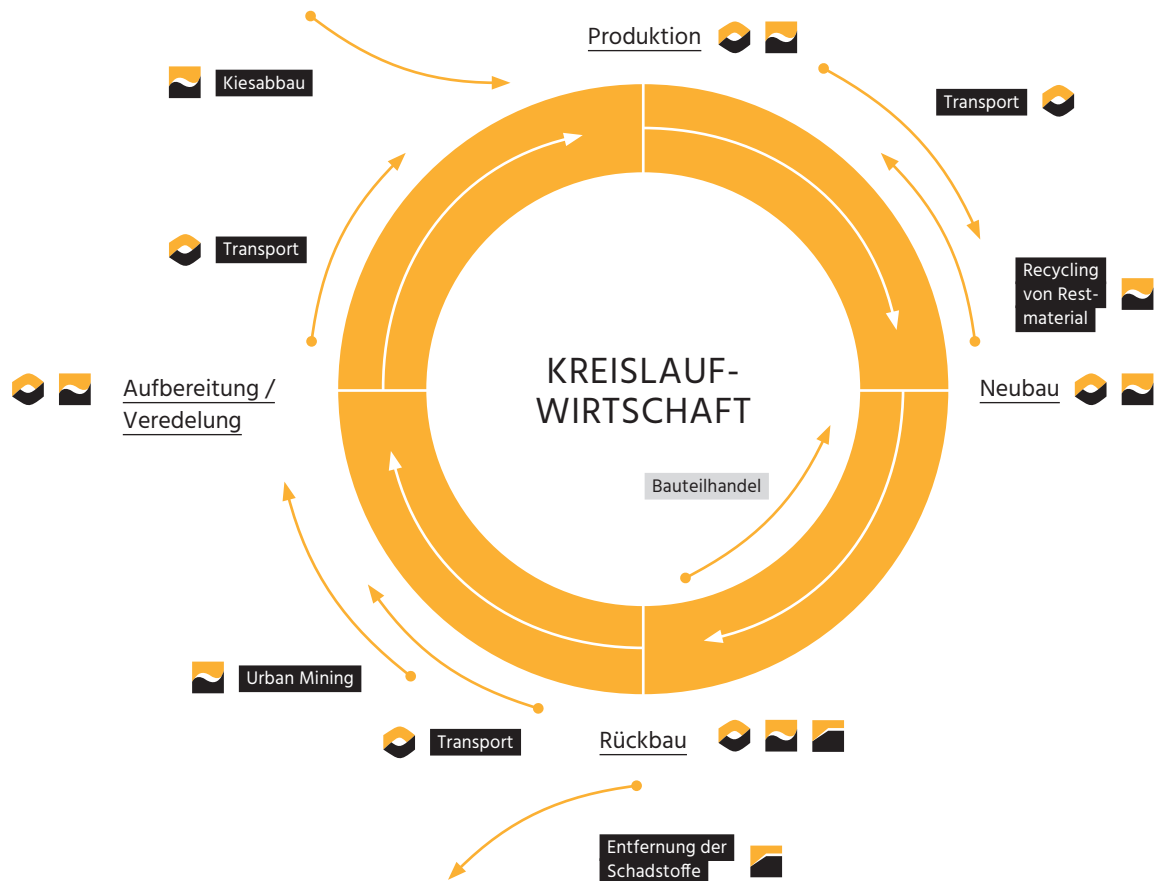 Produktion
Kiesabbau
Transport
Transport
Recycling
von Rest-
material
KREISLAUF-
WIRTSCHAFT
Aufbereitung /
Veredelung
Neubau
Bauteilhandel
Urban Mining
Transport
Rückbau
Entfernung der
Schadstoffe